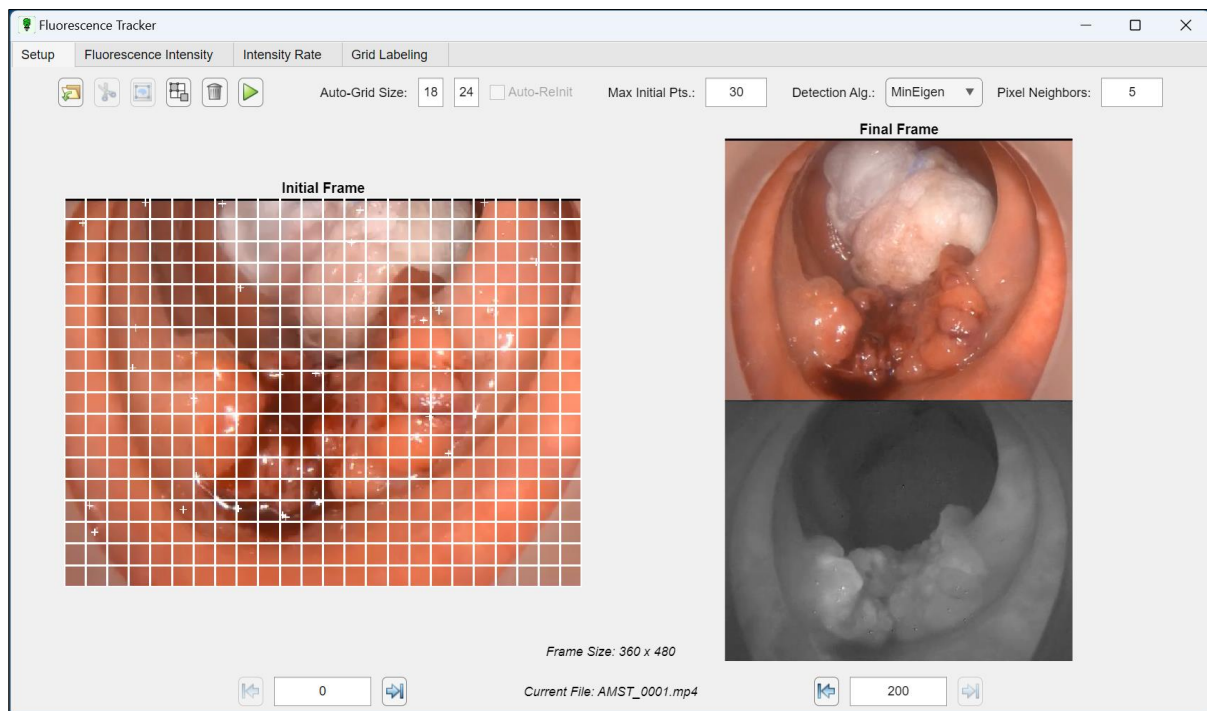 Fluorescence Tracker
Setup Fluorescence Intensity Intensity Rate Grid Labeling
Auto-Grid Size: 18 24 Auto-ReInit Max Initial Pts.: 30 Detection Alg.: MinEigen Pixel Neighbors: 5
Final Frame
Initial Frame
Frame Size: 360 x 480
0 Current File: AMST_0001.mp4 200